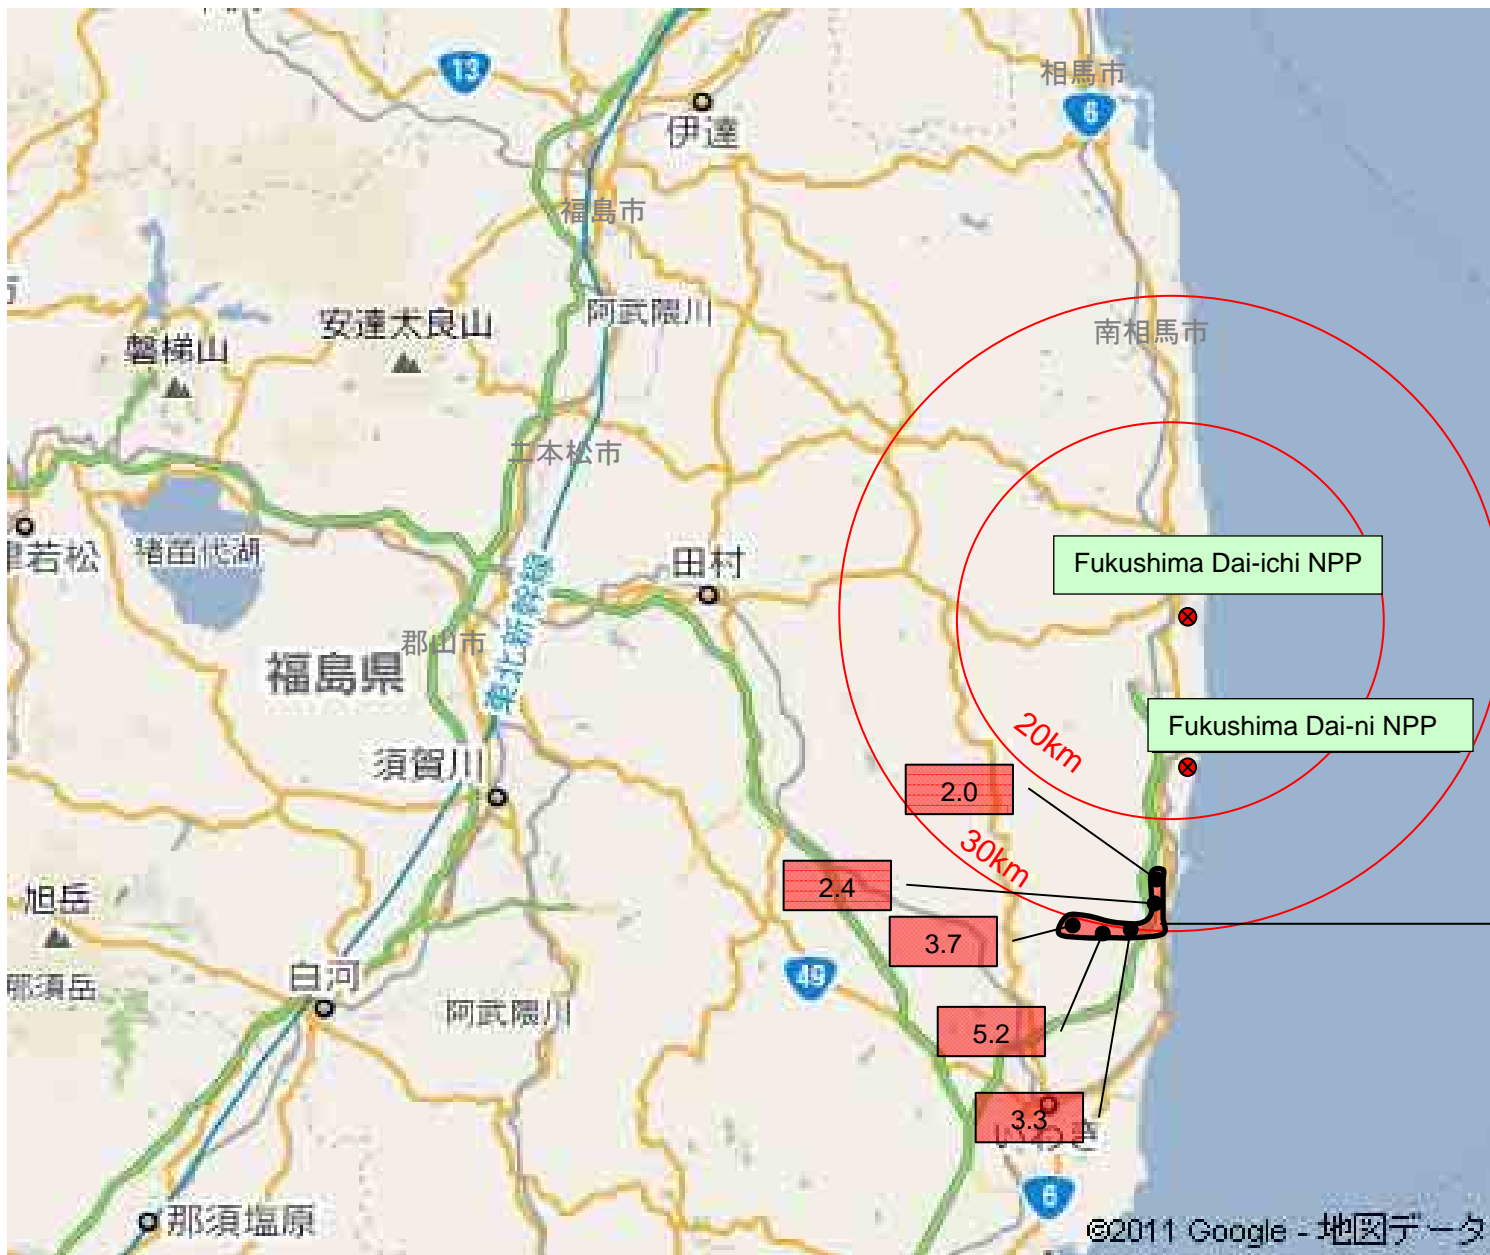 13
相馬市
6
伊達
福島市
阿武隈川
南相馬市
安達太良山
磐梯山
二本松市
若松
猪苗代湖
田村
Fukushima Dai-ichi NPP
東北新幹線
郡山市
福島県
Fukushima Dai-ni NPP
20km
須賀川
2.0
30km
2.4
旭岳
3.7
白河
49
那須岳
阿武隈川
5.2
3.3
いわき
6
那須塩原
©2011 Google - 地図データ